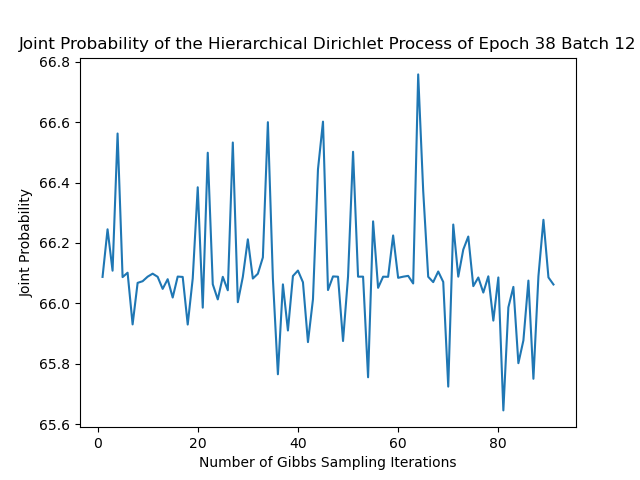 Joint Probability of the Hierarchical Dirichlet Process of Epoch 38 Batch 12
66.8
66.6
66.4
66.2
66.0
65.8
65.6
Joint Probability
0 20 40 60 80
Number of Gibbs Sampling Iterations